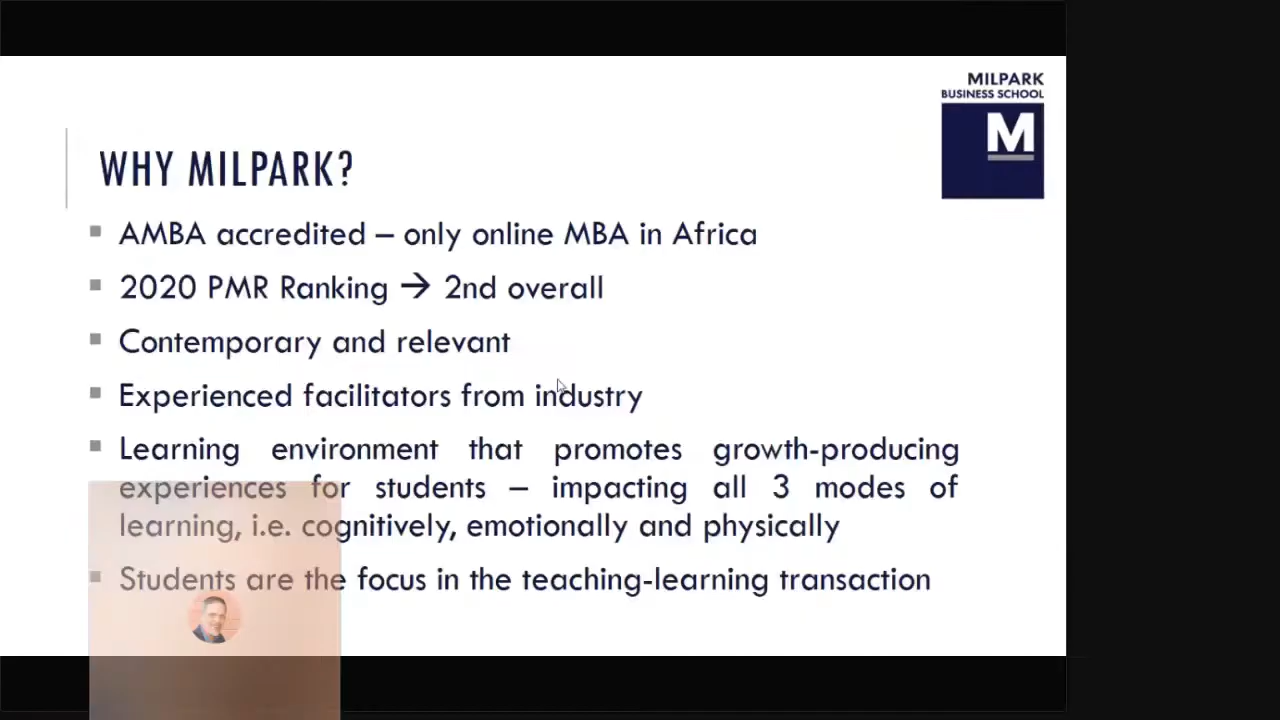 MILPARK
BUSINESS SCHOOL
M
WHY MILPARK?
▪ AMBA accredited – only online MBA in Africa
▪ 2020 PMR Ranking → 2nd overall
▪ Contemporary and relevant
▪ Experienced facilitators from industry
▪ Learning environment that promotes growth-producing
experiences for students – impacting all 3 modes of
learning, i.e. cognitively, emotionally and physically
▪ Students are the focus in the teaching-learning transaction